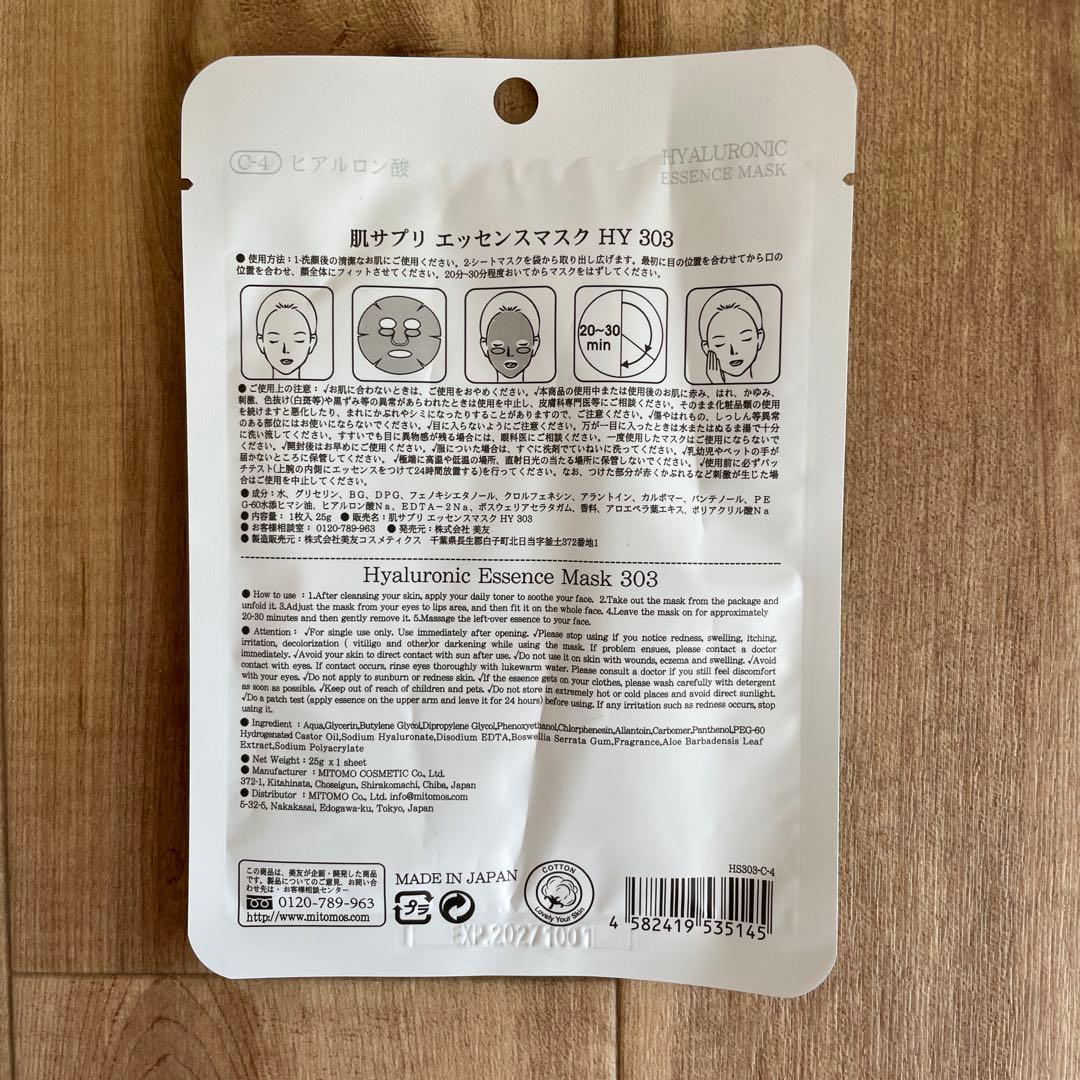 C-4 ヒアルロン酸
HYALURONIC
ESSENCE MASK
肌サプリ エッセンスマスク HY 303
● 使用方法：1-洗顔後の清潔なお肌にご使用ください。2-シートマスクを袋から取り出し広げます。最初に目の位置を合わせてから口の
位置を合わせ、顔全体にフィットさせてください。20分~30分程度おいてからマスクをはずしてください。
20~30
min
● ご使用上の注意：√お肌に合わないときは、ご使用をおやめください。√本商品の使用中または使用後のお肌に赤み、はれ、かゆみ、
刺激、色抜け(白斑等)や黒ずみ等の異常があらわれたときは使用を中止し、皮膚科専門医等にご相談ください。そのまま化粧品類の使用
を続けますと悪化したり、まれにかぶれやシミになったりすることがありますので、ご注意ください。√傷やはれもの、しっしん等異常
のある部位にはお使いにならないでください。√目に入らないようにご注意ください。万が一目に入ったときは水またはぬるま湯で十分
に洗い流してください。すすいでも目に異物感が残る場合には、眼科医にご相談ください。一度使用したマスクはご使用にならないで
ください。√開封後はお早めにご使用ください。√服についた場合は、すぐに洗剤でていねいに洗ってください。√乳幼児やペットの手が
届かないところに保管してください。√極端に高温や低温の場所、直射日光の当たる場所に保管しないでください。√使用前に必ずパッ
チテスト(上腕の内側にエッセンスをつけて24時間放置する)を行ってください。なお、つけた部分が赤くかぶれるなど刺激が生じた場
合はご使用を中止してください。
● 成分：水、グリセリン、BG、DPG、フェノキシエタノール、クロルフェネシン、アラントイン、カルボマー、パンテノール、PE
G-60水添ヒマシ油、ヒアルロン酸Na、EDTA－2Na、ボスウェリアセラタガム、香料、アロエベラ葉エキス、ポリアクリル酸Na
● 内容量：1枚入 25g ● 販売名：肌サプリ エッセンスマスク HY 303
● お客様相談室：0120-789-963 ● 発売元：株式会社 美友
● 製造販売元：株式会社美友コスメティクス 千葉県長生郡白子町北日当字釜土372番地1
Hyaluronic Essence Mask 303
● How to use：1.After cleansing your skin, apply your daily toner to soothe your face. 2.Take out the mask from the package and
unfold it. 3.Adjust the mask from your eyes to lips area, and then fit it on the whole face. 4.Leave the mask on for approximately
20-30 minutes and then gently remove it. 5.Massage the left-over essence to your face.
● Attention：√For single use only. Use immediately after opening. √Please stop using if you notice redness, swelling, itching,
irritation, decolorization ( vitiligo and other)or darkening while using the mask. If problem ensues, please contact a doctor
immediately. √Avoid your skin to direct contact with sun after use. √Do not use it on skin with wounds, eczema and swelling. √Avoid
contact with eyes. If contact occurs, rinse eyes thoroughly with lukewarm water. Please consult a doctor if you still feel discomfort
with your eyes. √Do not apply to sunburn or redness skin. √If the essence gets on your clothes, please wash carefully with detergent
as soon as possible. √Keep out of reach of children and pets. √Do not store in extremely hot or cold places and avoid direct sunlight.
√Do a patch test (apply essence on the upper arm and leave it for 24 hours) before using. If any irritation such as redness occurs, stop
using it.
● Ingredient：Aqua,Glycerin,Butylene Glycol,Dipropylene Glycol,Phenoxyethanol,Chlorphenesin,Allantoin,Carbomer,Panthenol,PEG-60
Hydrogenated Castor Oil,Sodium Hyaluronate,Disodium EDTA,Boswellia Serrata Gum,Fragrance,Aloe Barbadensis Leaf
Extract,Sodium Polyacrylate
● Net Weight：25g x 1 sheet
● Manufacturer：MITOMO COSMETIC Co., Ltd.
372-1, Kitahinata, Choseigun, Shirakomachi, Chiba, Japan
● Distributor：MITOMO Co., Ltd. info@mitomos.com
5-32-5, Nakakasai, Edogawa-ku, Tokyo, Japan
この商品は、美友が企画・開発した商品
です。製品についてのご意見、お問い合
わせ先は・お客様相談センター
0120-789-963
http://www.mitomos.com
MADE IN JAPAN
プラ
COTTON
Lovely Your Skin
HS303-C-4
4 582419 535145
EXP.20271001